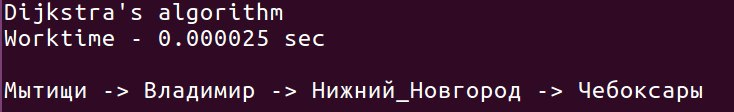 Dijkstra's algorithm
Worktime - 0.000025 sec
Мытищи -> Владимир -> Нижний_Новгород -> Чебоксары